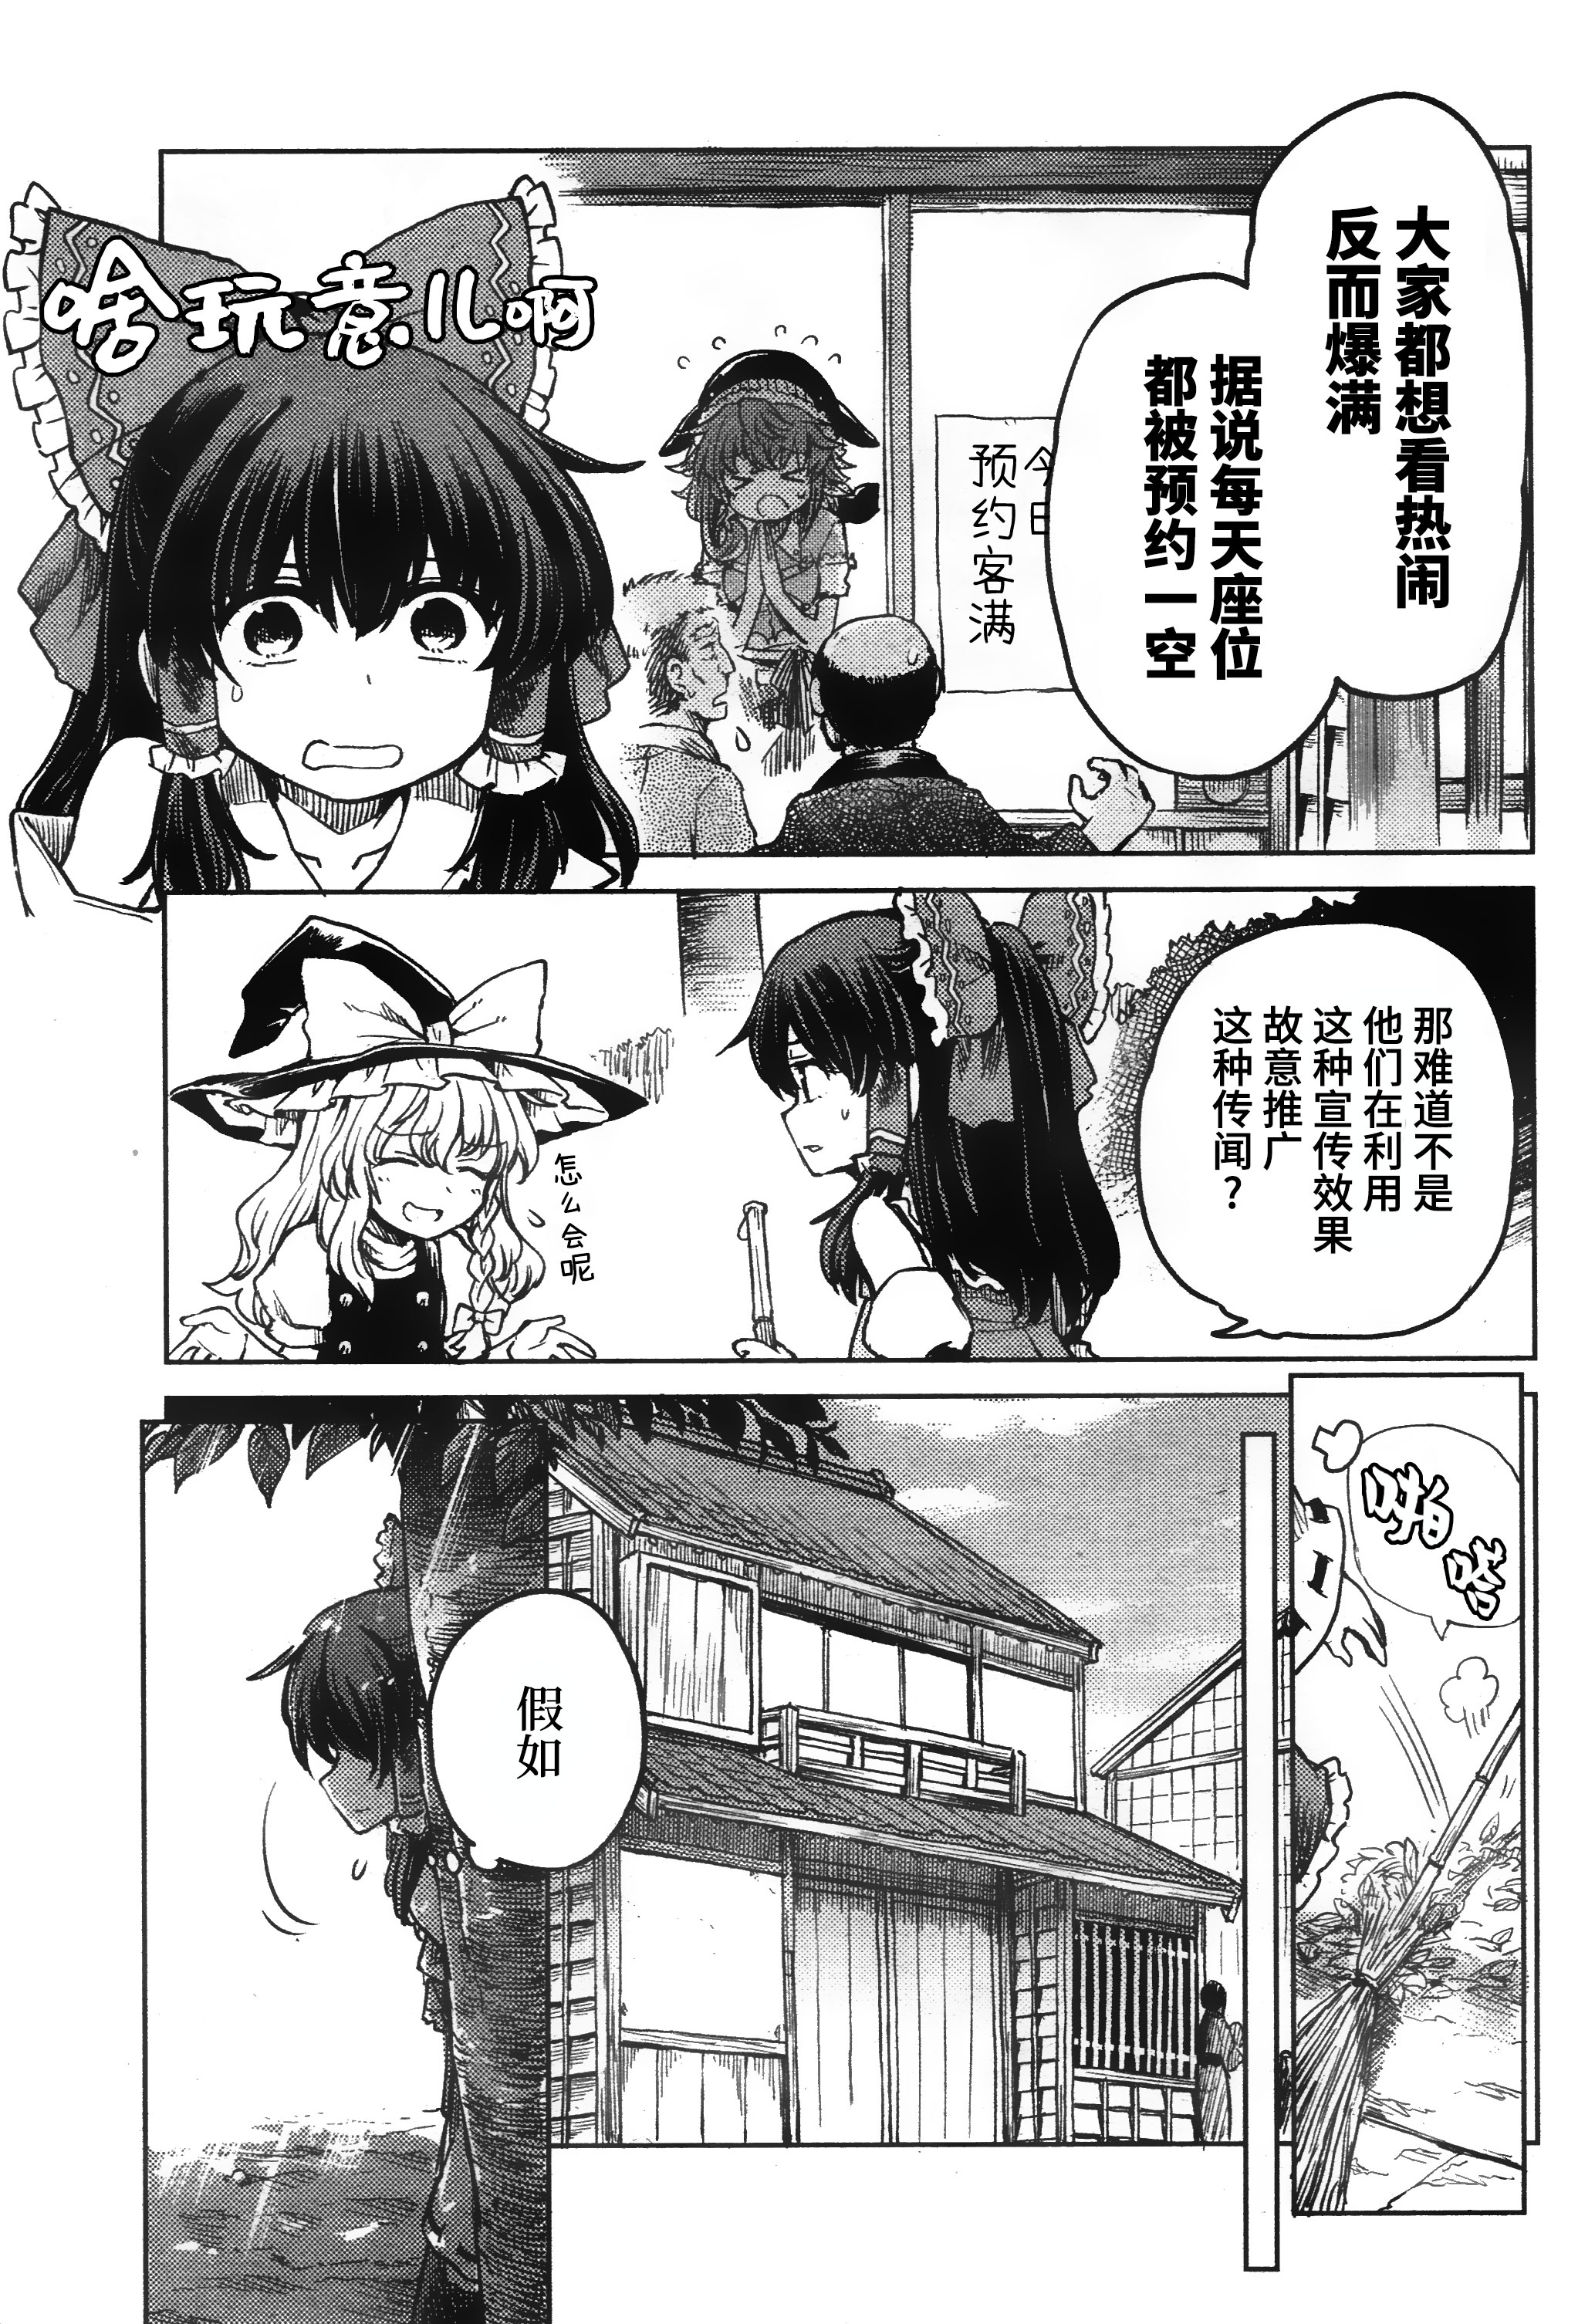 大家都想看热闹
反而爆满
据说每天座位
都被预约一空
今日
预约客满
啥玩意儿啊
那难道不是
他们在利用
这种宣传效果
故意推广
这种传闻？
怎么会呢
啪
嗒
假如